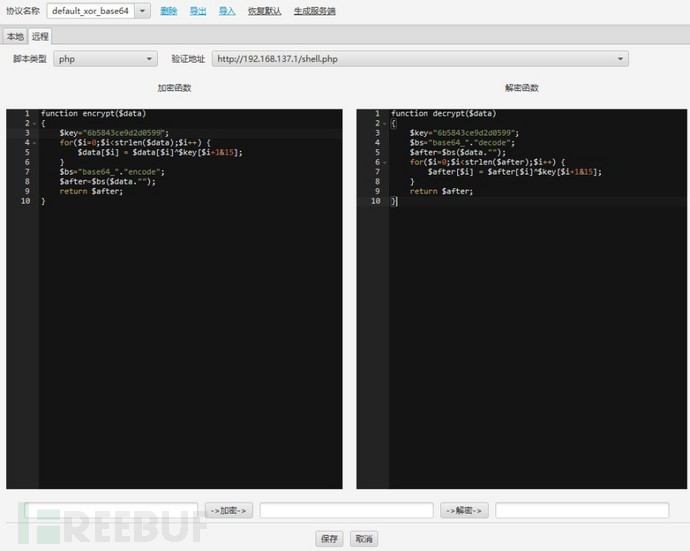 协议名称 default_xor_base64 删除 导出 导入 恢复默认 生成服务端
本地 远程
脚本类型 php 验证地址 http://192.168.137.1/shell.php
加密函数 解密函数
1 function encrypt($data)
2 {
3 $key="6b5843ce9d2d0599";
4 for($i=0;$i<strlen($data);$i++) {
5 $data[$i] = $data[$i]^$key[$i+1&15];
6 }
7 $bs="base64_"."encode";
8 $after=$bs($data."");
9 return $after;
10 }
1 function decrypt($data)
2 {
3 $key="6b5843ce9d2d0599";
4 $bs="base64_"."decode";
5 $after=$bs($data."");
6 for($i=0;$i<strlen($after);$i++) {
7 $after[$i] = $after[$i]^$key[$i+1&15];
8 }
9 return $after;
10 }
->加密-> ->解密->
FREEBUF
保存 取消